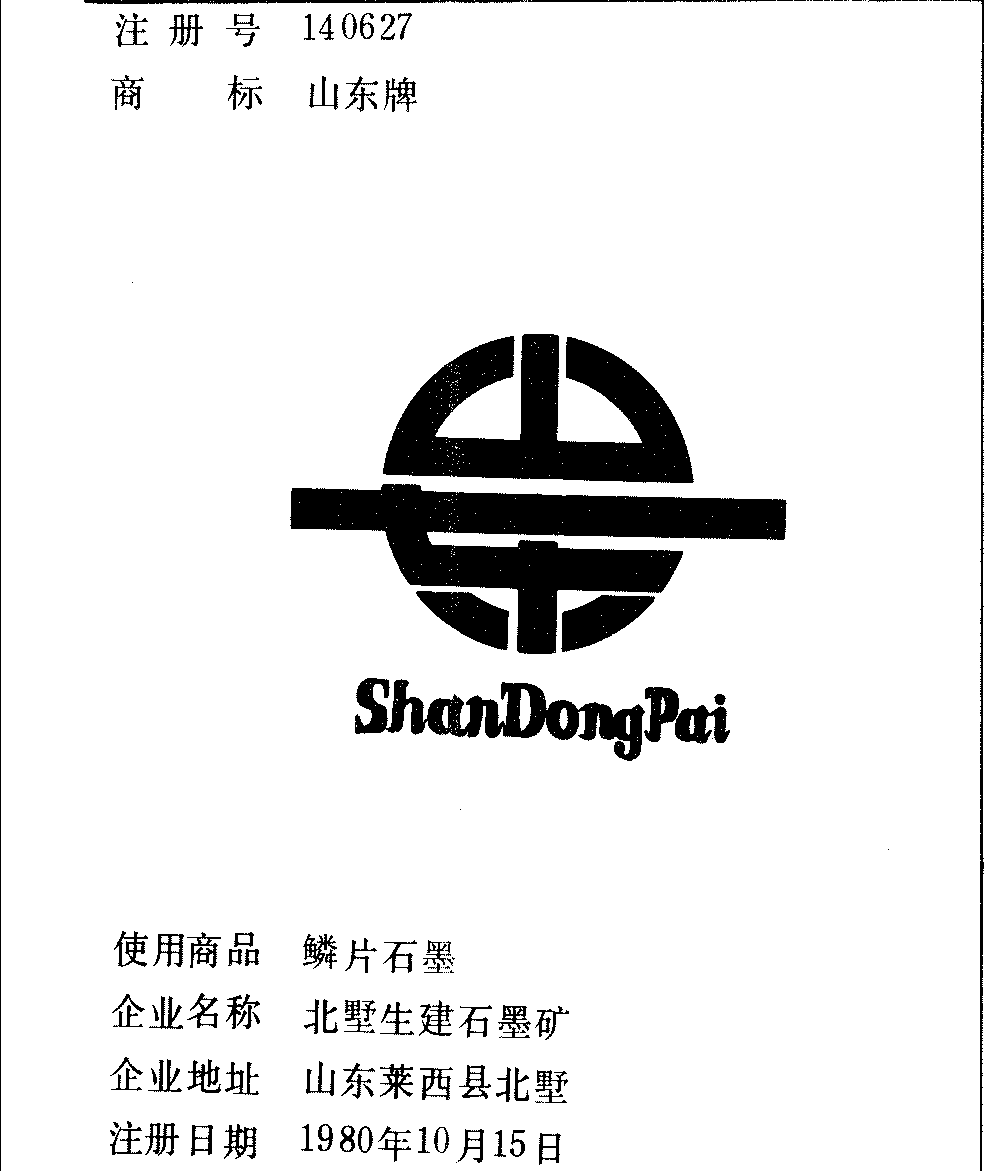 注册号 140627
商标 山东牌
ShanDongPai
使用商品 鳞片石墨
企业名称 北墅生建石墨矿
企业地址 山东莱西县北墅
注册日期 1980年10月15日